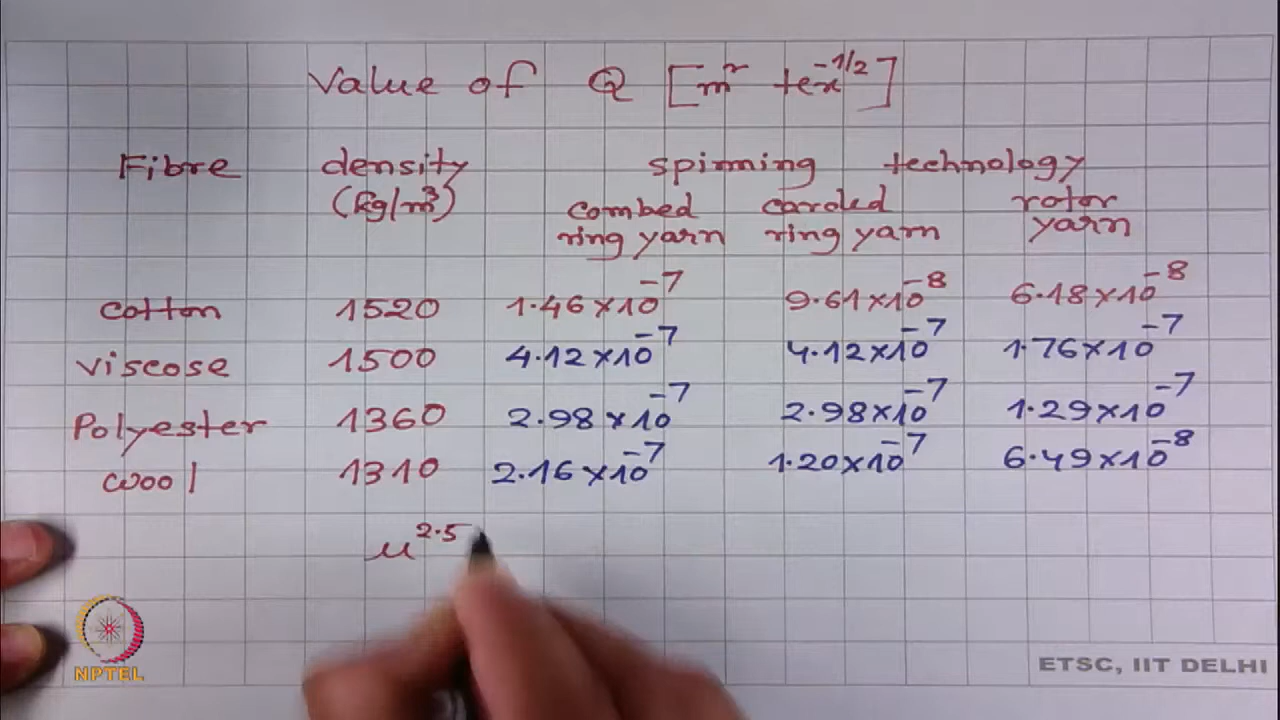 Value of Q [m² tex^-1/2]
Fibre density spinning technology
(kg/m³) combed carded rotor
ring yarn ring yarn yarn
cotton 1520 1.46×10^-7 9.61×10^-8 6.18×10^-8
viscose 1500 4.12×10^-7 4.12×10^-7 1.76×10^-7
Polyester 1360 2.98×10^-7 2.98×10^-7 1.29×10^-7
wool 1310 2.16×10^-7 1.20×10^-7 6.49×10^-8
μ^2.5
NPTEL
ETSC, IIT DELHI